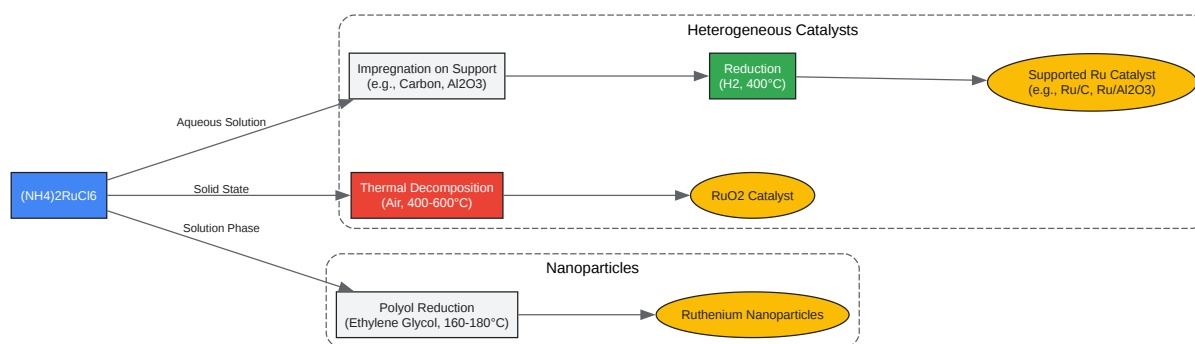 Heterogeneous Catalysts
Impregnation on Support
(e.g., Carbon, Al2O3)
Reduction
(H2, 400°C)
Supported Ru Catalyst
(e.g., Ru/C, Ru/Al2O3)
Aqueous Solution
(NH4)2RuCl6
Solid State
Thermal Decomposition
(Air, 400-600°C)
RuO2 Catalyst
Solution Phase
Nanoparticles
Polyol Reduction
(Ethylene Glycol, 160-180°C)
Ruthenium Nanoparticles